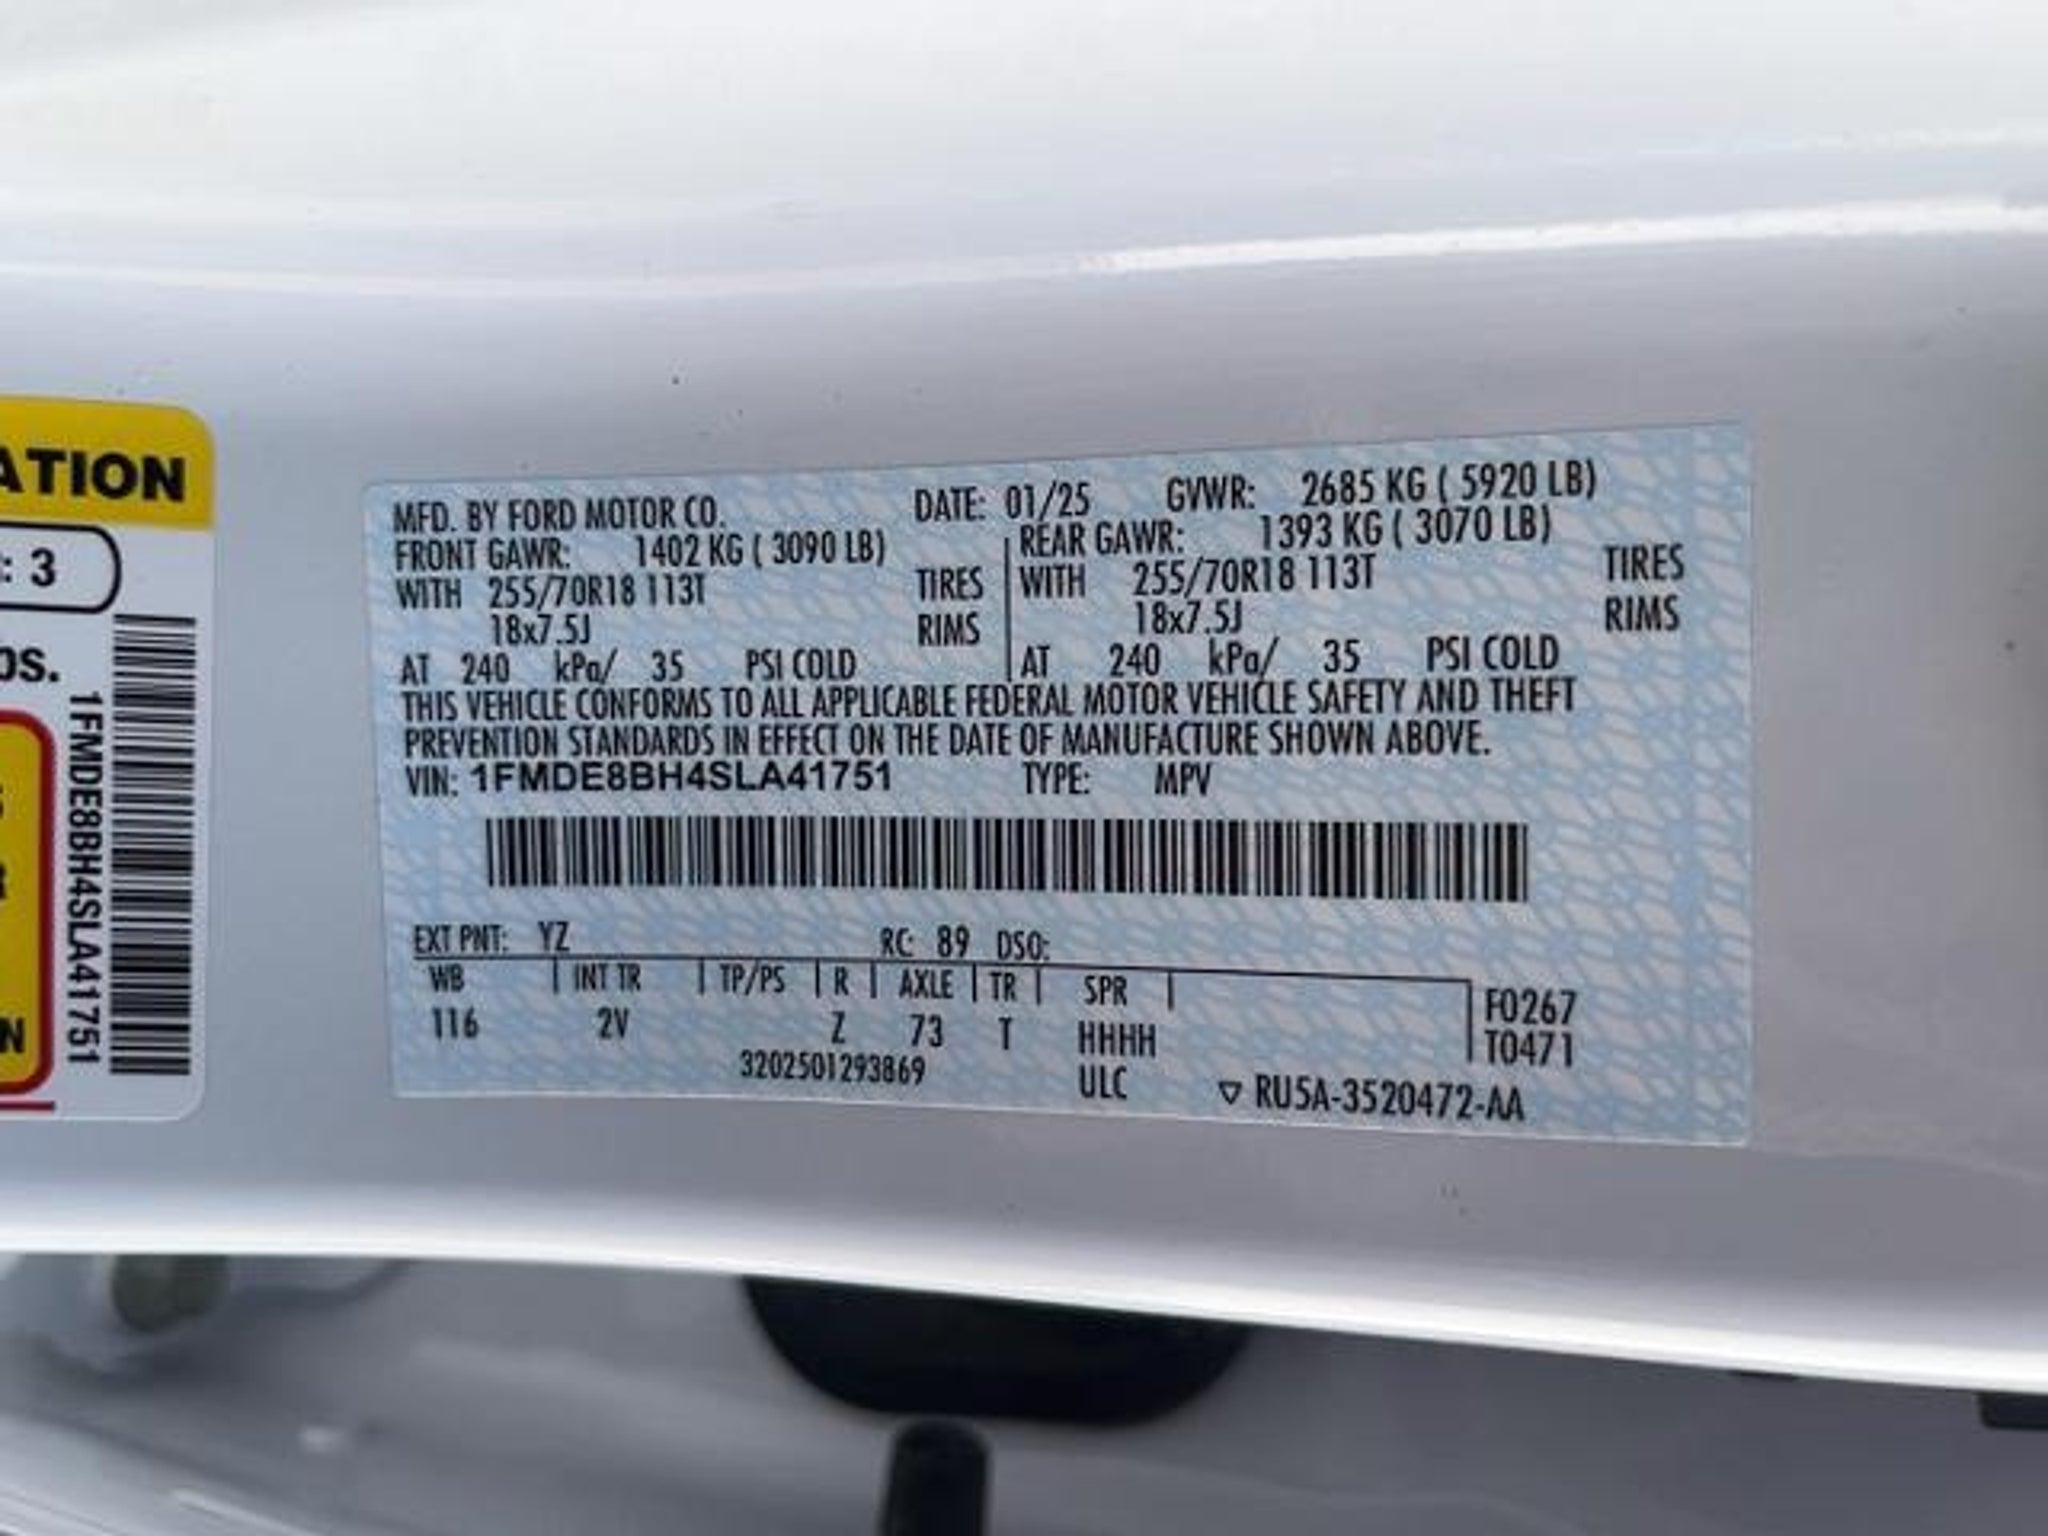 ATION
: 3
bs.
1FMDE8BH4SLA41751
N
MFD. BY FORD MOTOR CO. DATE: 01/25 GVWR: 2685 KG ( 5920 LB)
FRONT GAWR: 1402 KG ( 3090 LB) REAR GAWR: 1393 KG ( 3070 LB)
WITH 255/70R18 113T TIRES WITH 255/70R18 113T TIRES
18x7.5J RIMS 18x7.5J RIMS
AT 240 kPa/ 35 PSI COLD AT 240 kPa/ 35 PSI COLD
THIS VEHICLE CONFORMS TO ALL APPLICABLE FEDERAL MOTOR VEHICLE SAFETY AND THEFT
PREVENTION STANDARDS IN EFFECT ON THE DATE OF MANUFACTURE SHOWN ABOVE.
VIN: 1FMDE8BH4SLA41751 TYPE: MPV
EXT PNT: YZ RC: 89 DSO:
WB INT TR TP/PS R AXLE TR SPR F0267
116 2V Z 73 T HHHH T0471
3202501293869 ULC ▽ RU5A-3520472-AA